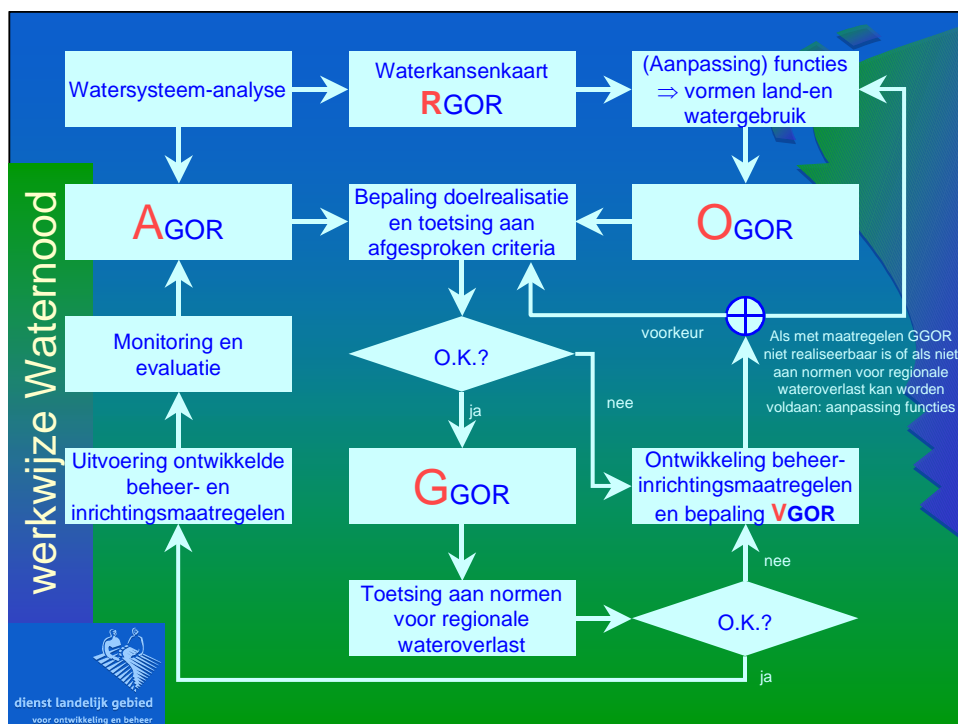 werkwijze Waternood
Watersysteem-analyse
Waterkansenkaart
RGOR
(Aanpassing) functies
⇒ vormen land-en
watergebruik
AGOR
Bepaling doelrealisatie
en toetsing aan
afgesproken criteria
OGOR
Monitoring en
evaluatie
O.K.?
voorkeur
Als met maatregelen GGOR
niet realiseerbaar is of als niet
aan normen voor regionale
wateroverlast kan worden
voldaan: aanpassing functies
ja
nee
Uitvoering ontwikkelde
beheer- en
inrichtingsmaatregelen
GGOR
Ontwikkeling beheer-
inrichtingsmaatregelen
en bepaling VGOR
nee
Toetsing aan normen
voor regionale
wateroverlast
O.K.?
ja
dienst landelijk gebied
voor ontwikkeling en beheer